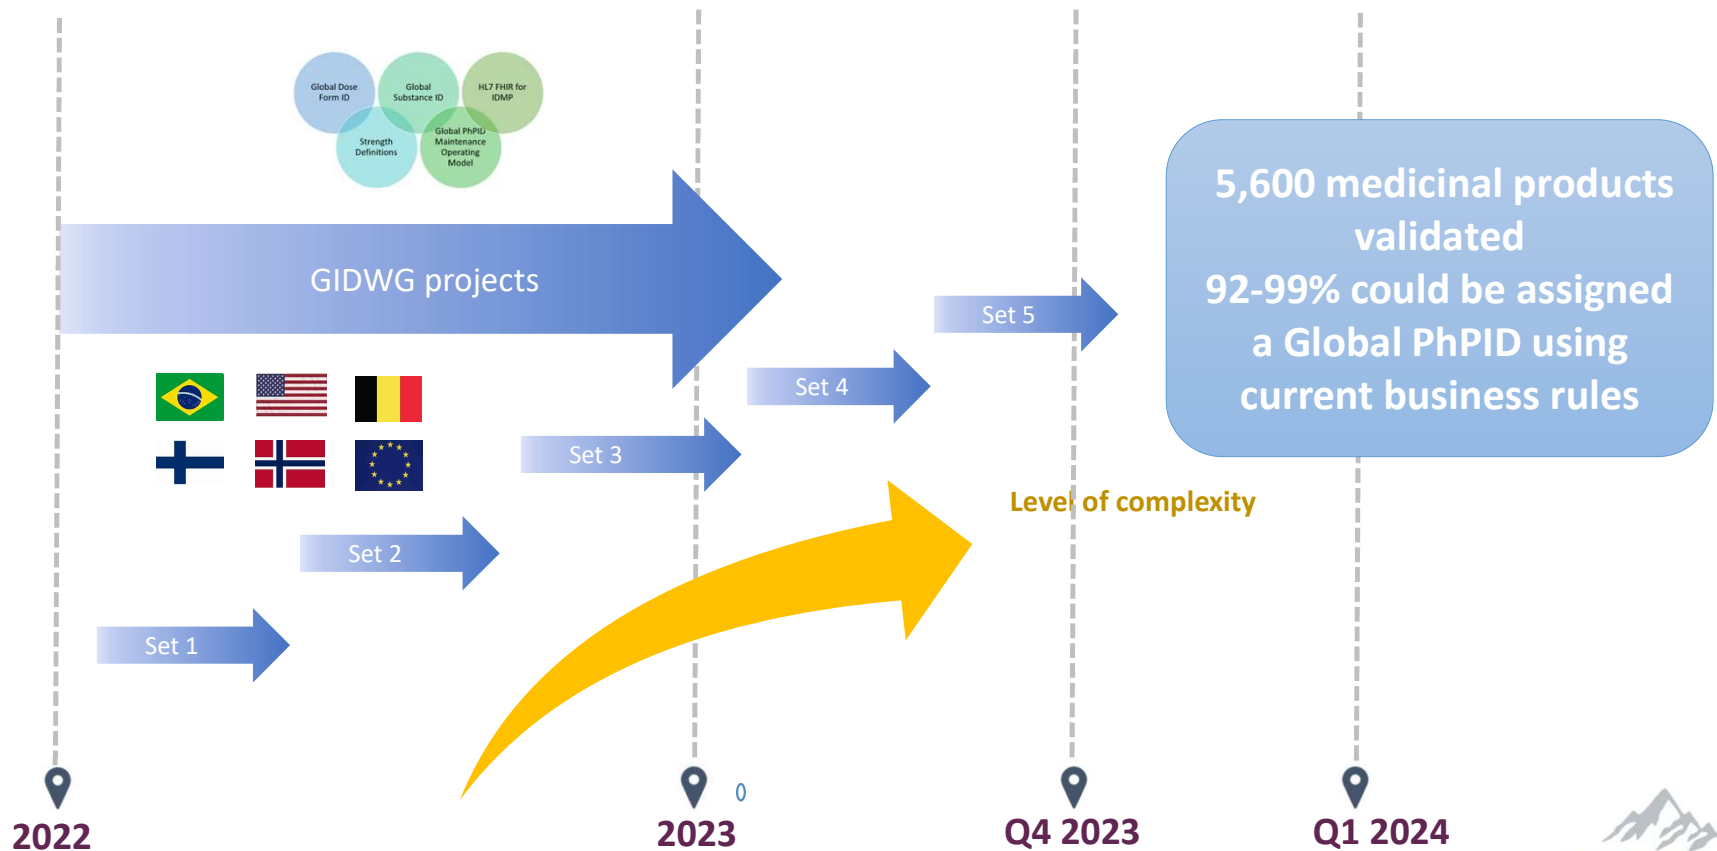 Global Dose
Form ID
Global
Substance ID
HL7 FHIR for
IDMP
Strength
Definitions
Global PhPID
Maintenance
Operating
Model
GIDWG projects
5,600 medicinal products
validated
92-99% could be assigned
a Global PhPID using
current business rules
Set 5
Set 4
Set 3
Level of complexity
Set 2
Set 1
0
2022
2023
Q4 2023
Q1 2024